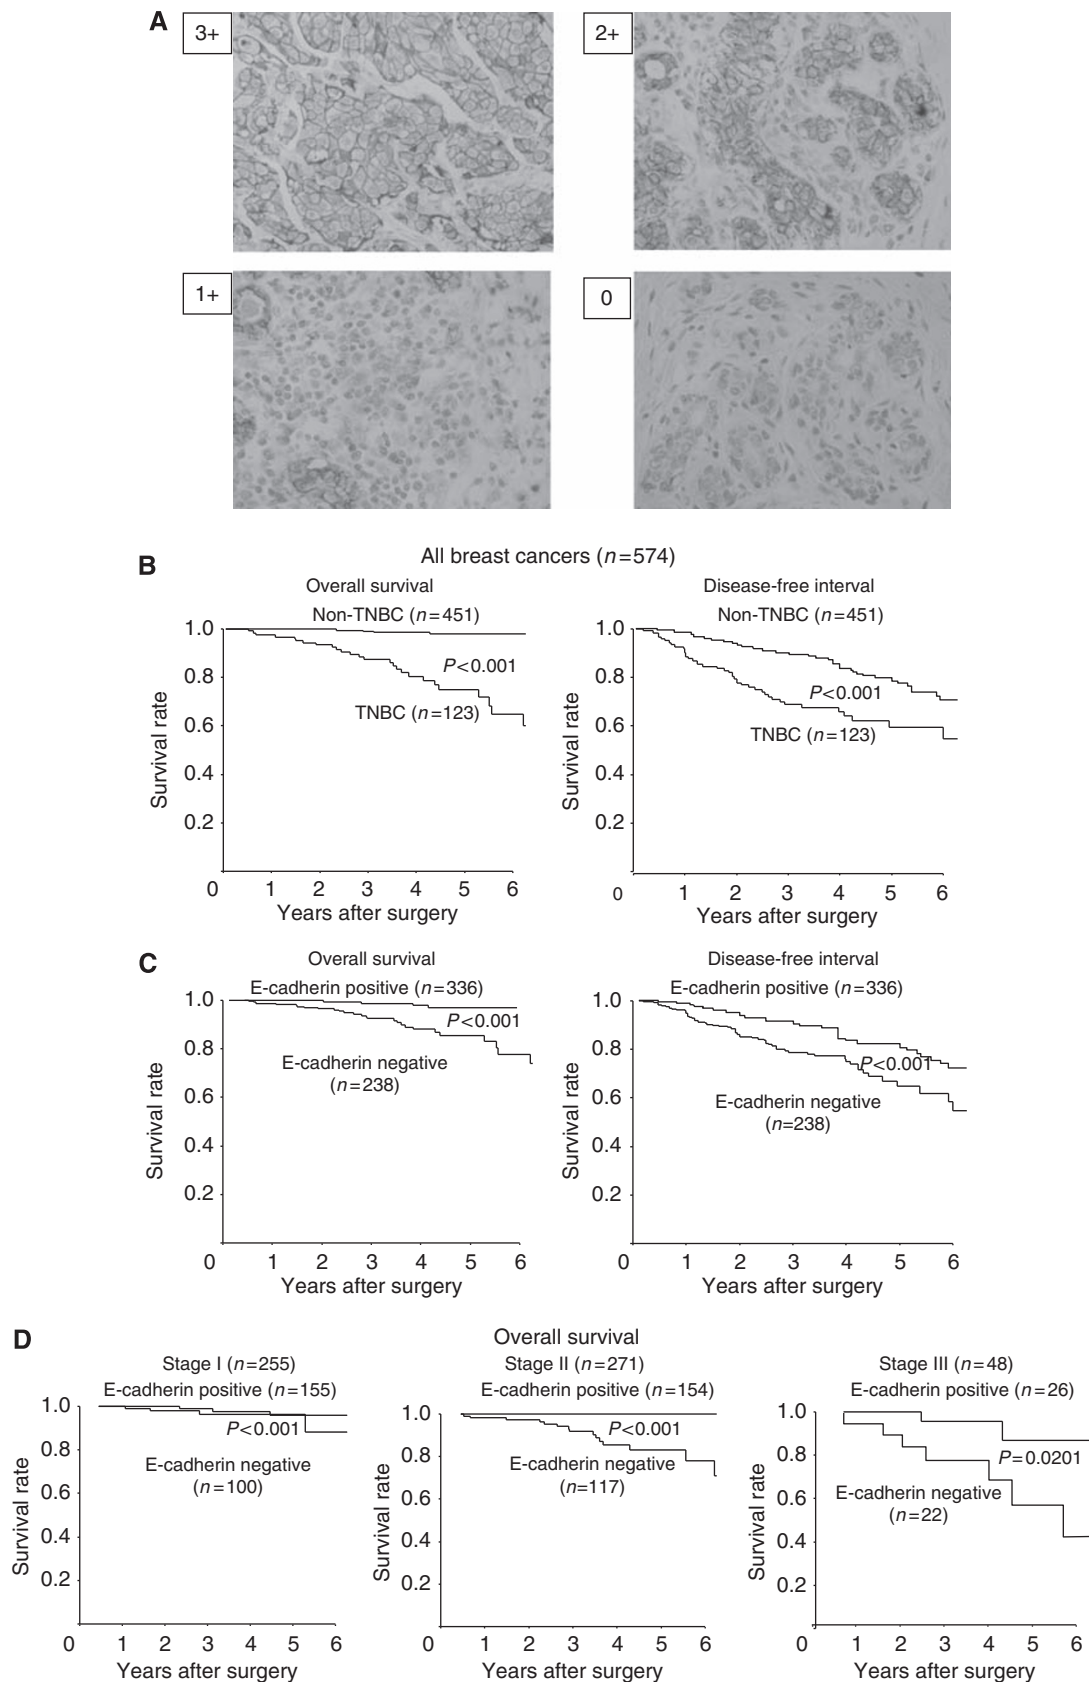 A
3+
2+
1+
0
B
All breast cancers (n=574)
Overall survival
Non-TNBC (n=451)
1.0
0.8
0.6
0.4
0.2
0
P<0.001
TNBC (n=123)
Survival rate
1 2 3 4 5 6
Years after surgery
Disease-free interval
Non-TNBC (n=451)
1.0
0.8
0.6
0.4
0.2
0
P<0.001
TNBC (n=123)
Survival rate
1 2 3 4 5 6
Years after surgery
C
Overall survival
E-cadherin positive (n=336)
1.0
0.8
0.6
0.4
0.2
0
P<0.001
E-cadherin negative
(n=238)
Survival rate
1 2 3 4 5 6
Years after surgery
Disease-free interval
E-cadherin positive (n=336)
1.0
0.8
0.6
0.4
0.2
0
P<0.001
E-cadherin negative
(n=238)
Survival rate
1 2 3 4 5 6
Years after surgery
D
Overall survival
Stage I (n=255)
E-cadherin positive (n=155)
1.0
0.8
0.6
0.4
0.2
0
P<0.001
E-cadherin negative
(n=100)
Survival rate
1 2 3 4 5 6
Years after surgery
Stage II (n=271)
E-cadherin positive (n=154)
1.0
0.8
0.6
0.4
0.2
0
P<0.001
E-cadherin negative
(n=117)
Survival rate
1 2 3 4 5 6
Years after surgery
Stage III (n=48)
E-cadherin positive (n=26)
1.0
0.8
0.6
0.4
0.2
0
P=0.0201
E-cadherin negative
(n=22)
Survival rate
1 2 3 4 5 6
Years after surgery